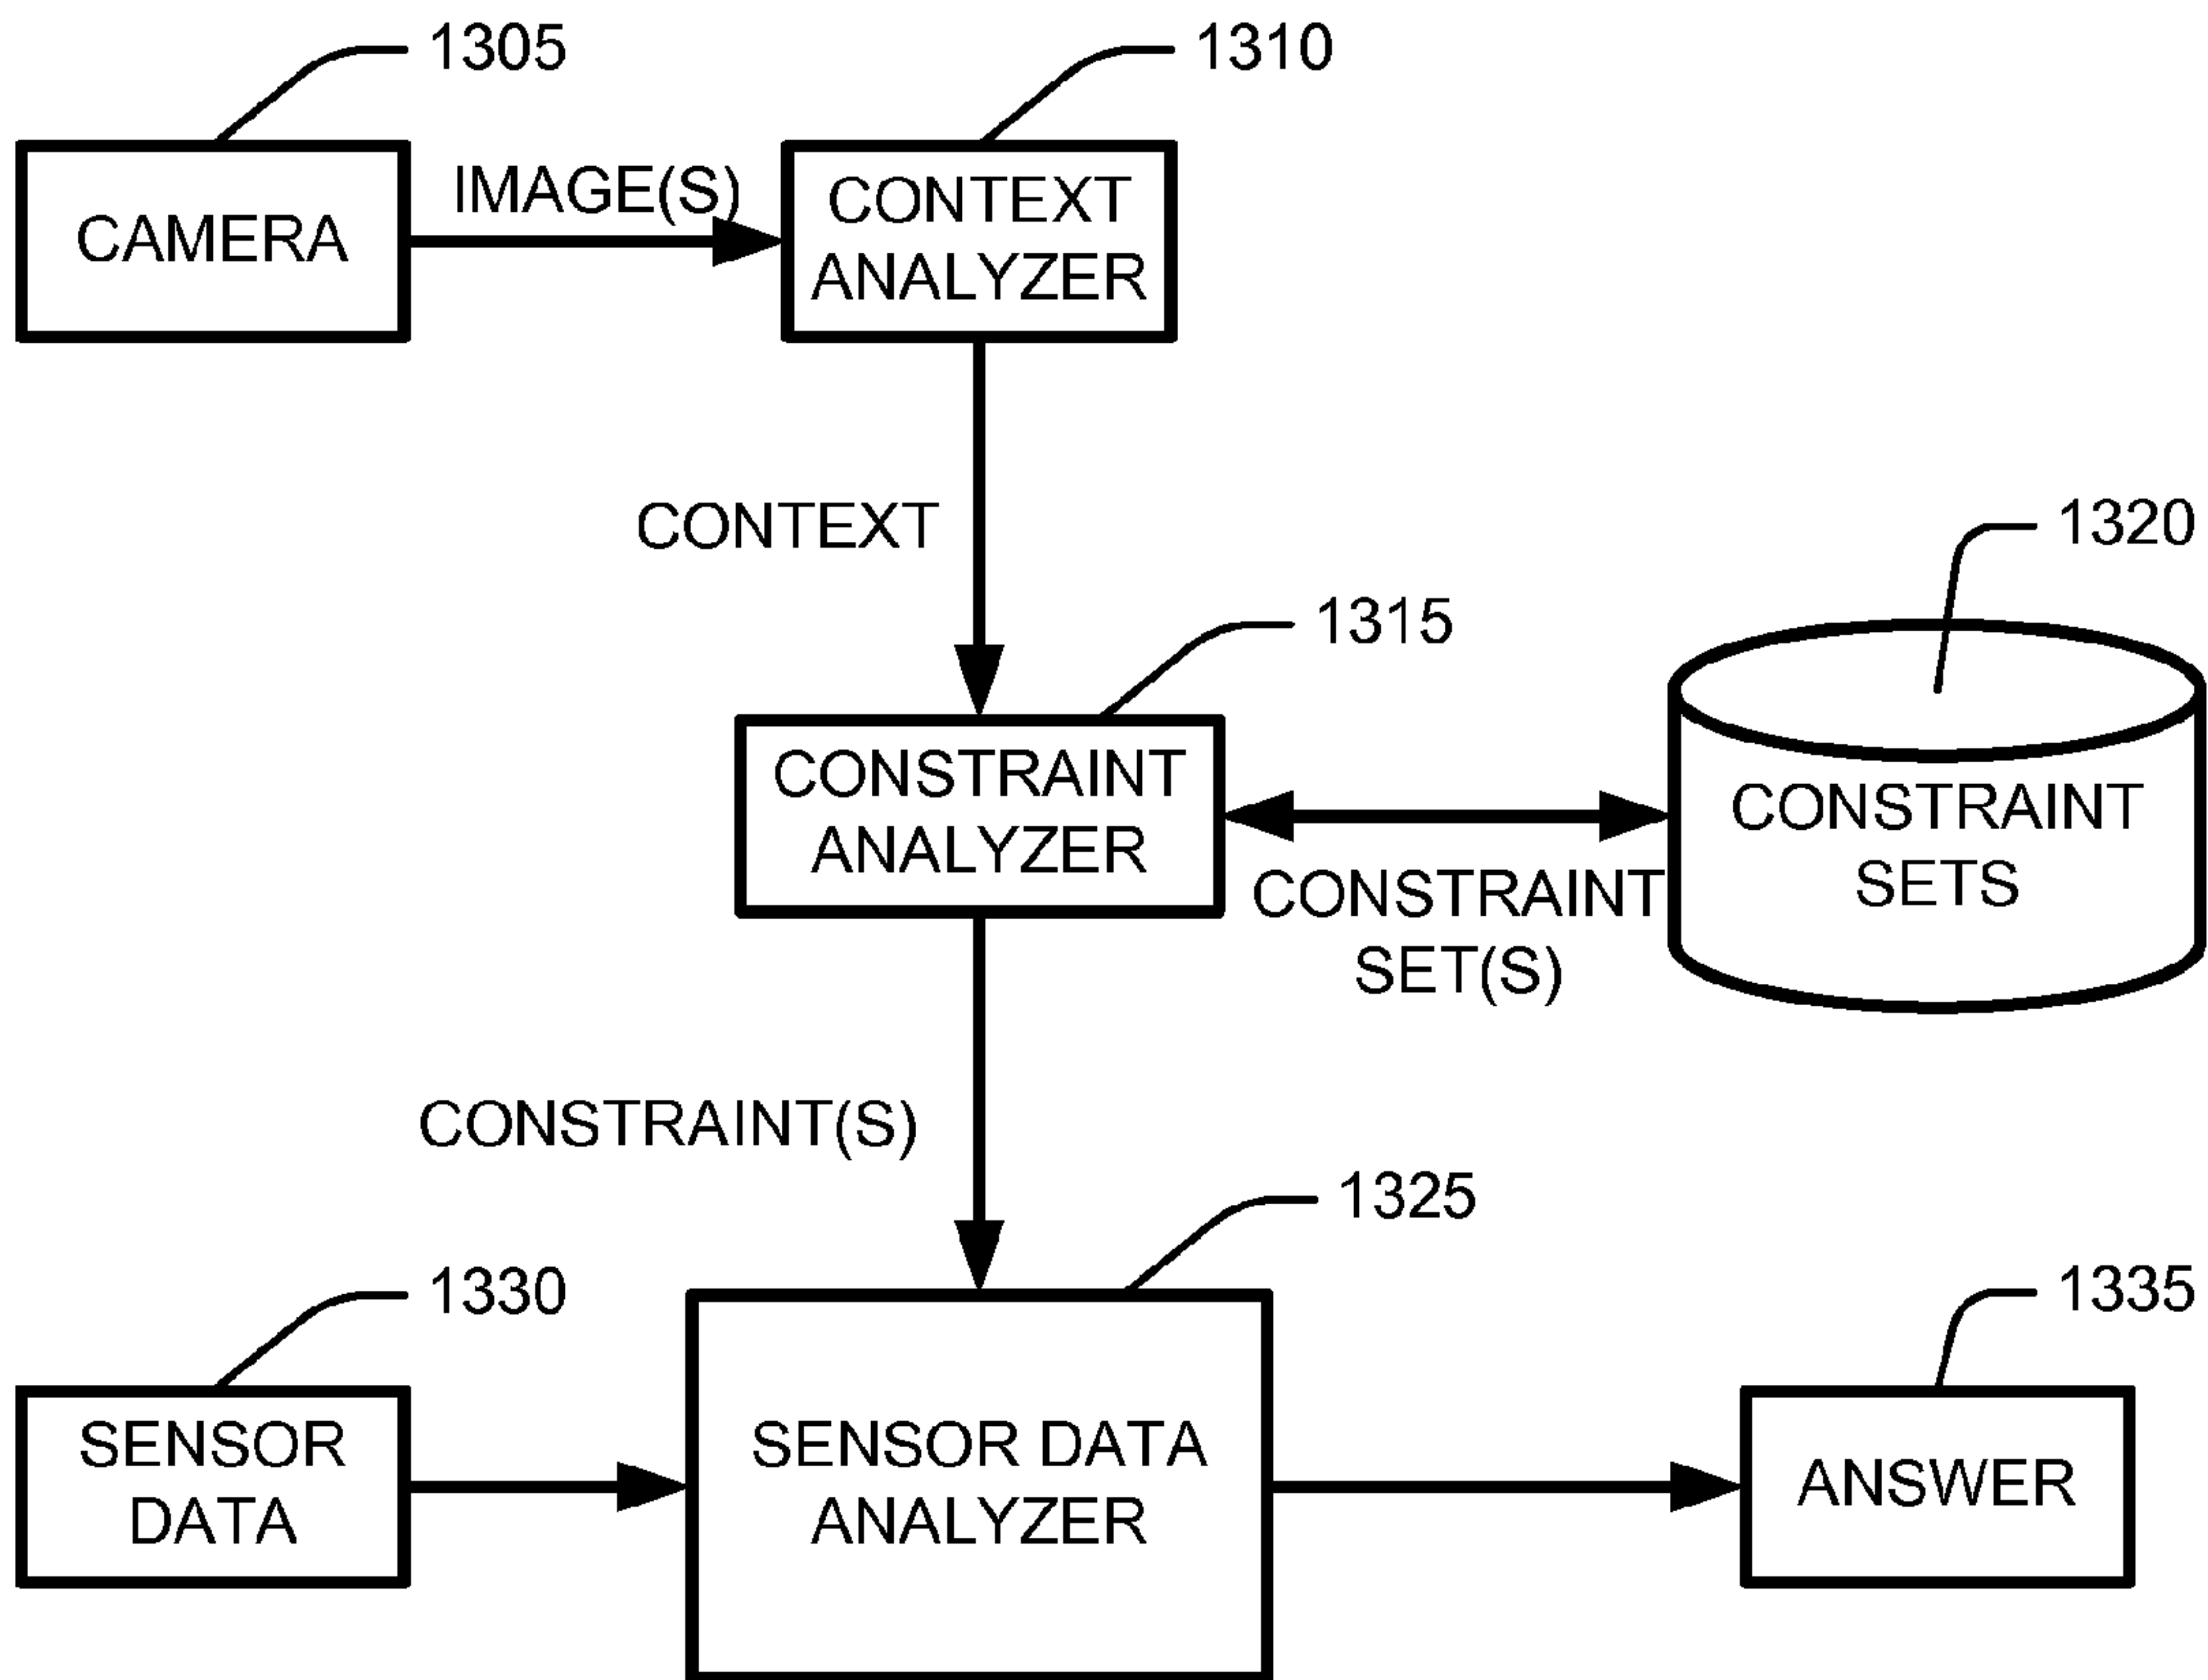 1305
1310
CAMERA
IMAGE(S)
CONTEXT
ANALYZER
CONTEXT
1320
1315
CONSTRAINT
ANALYZER
CONSTRAINT
SET(S)
CONSTRAINT
SETS
CONSTRAINT(S)
1325
1330
1335
SENSOR
DATA
SENSOR DATA
ANALYZER
ANSWER